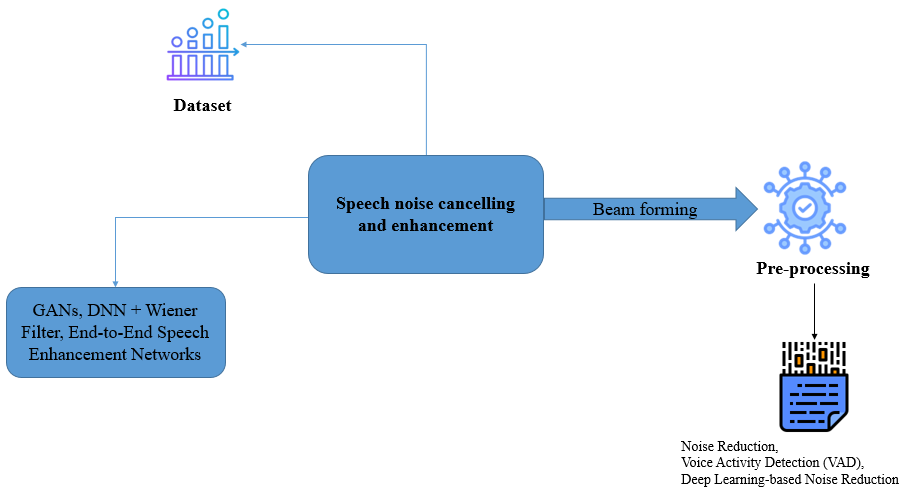 Dataset
Speech noise cancelling
and enhancement
Beam forming
Pre-processing
GANs, DNN + Wiener
Filter, End-to-End Speech
Enhancement Networks
Noise Reduction,
Voice Activity Detection (VAD),
Deep Learning-based Noise Reduction